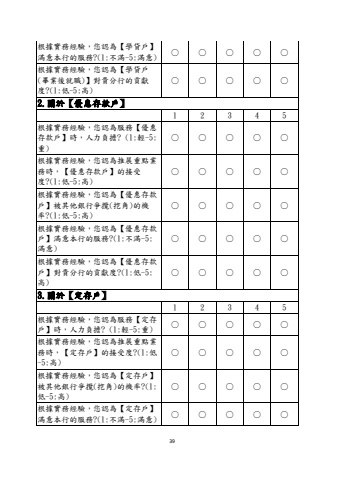 根據實務經驗，您認為【學貸戶】
滿意本行的服務?(1:不滿-5:滿意)
○ ○ ○ ○ ○
根據實務經驗，您認為【學貸戶
(畢業後就職)】對貴分行的貢獻
度?(1:低-5:高)
○ ○ ○ ○ ○
2.關於【優惠存款戶】
1 2 3 4 5
根據實務經驗，您認為服務【優惠
存款戶】時，人力負擔? (1:輕-5:
重)
○ ○ ○ ○ ○
根據實務經驗，您認為推展重點業
務時，【優惠存款戶】的接受
度?(1:低-5:高)
○ ○ ○ ○ ○
根據實務經驗，您認為【優惠存款
戶】被其他銀行爭攬(挖角)的機
率?(1:低-5:高)
○ ○ ○ ○ ○
根據實務經驗，您認為【優惠存款
戶】滿意本行的服務?(1:不滿-5:
滿意)
○ ○ ○ ○ ○
根據實務經驗，您認為【優惠存款
戶】對貴分行的貢獻度?(1:低-5:
高)
○ ○ ○ ○ ○
3.關於【定存戶】
1 2 3 4 5
根據實務經驗，您認為服務【定存
戶】時，人力負擔? (1:輕-5:重)
○ ○ ○ ○ ○
根據實務經驗，您認為推展重點業
務時，【定存戶】的接受度?(1:低
-5:高)
○ ○ ○ ○ ○
根據實務經驗，您認為【定存戶】
被其他銀行爭攬(挖角)的機率?(1:
低-5:高)
○ ○ ○ ○ ○
根據實務經驗，您認為【定存戶】
滿意本行的服務?(1:不滿-5:滿意)
○ ○ ○ ○ ○
39